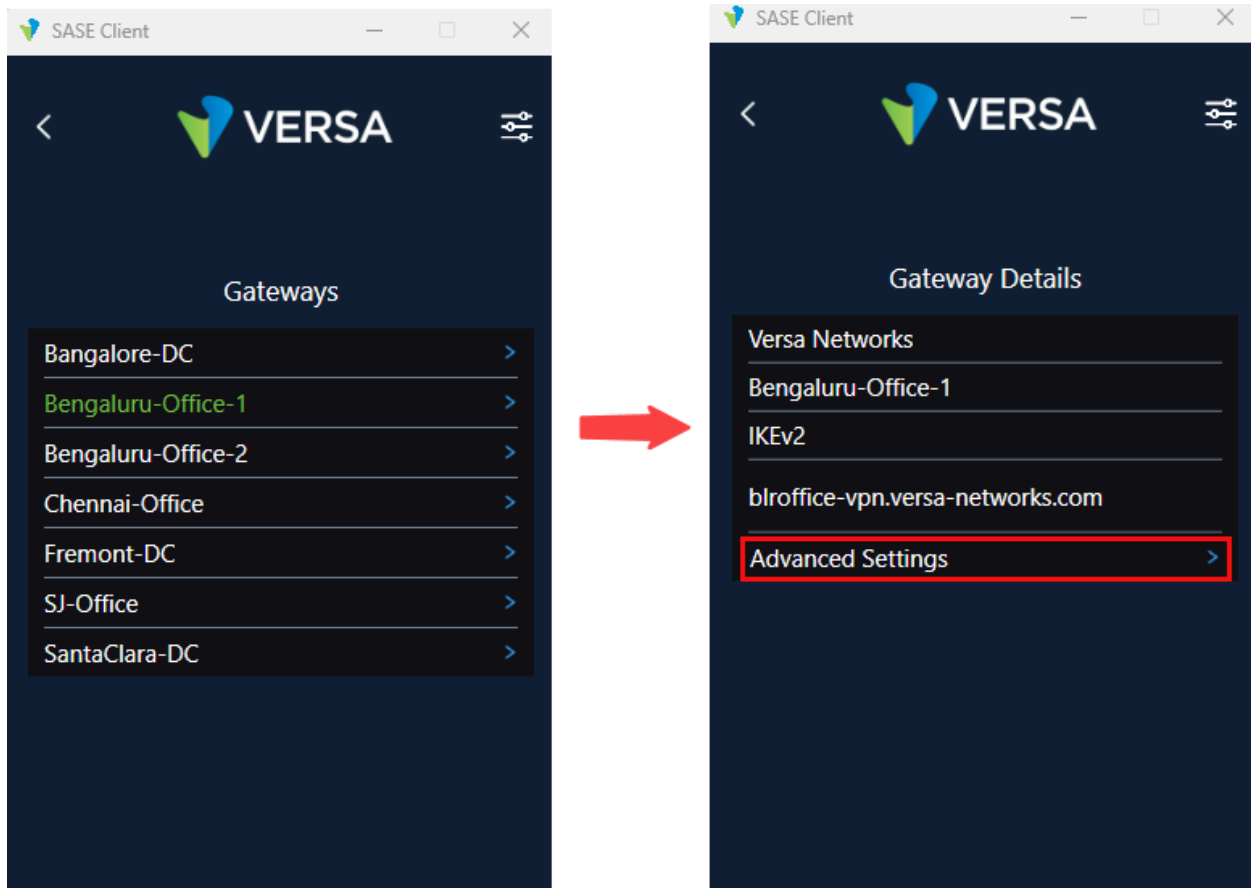 SASE Client
VERSA
Gateways
Bangalore-DC
Bengaluru-Office-1
Bengaluru-Office-2
Chennai-Office
Fremont-DC
SJ-Office
SantaClara-DC
SASE Client
VERSA
Gateway Details
Versa Networks
Bengaluru-Office-1
IKEv2
blroffice-vpn.versa-networks.com
Advanced Settings